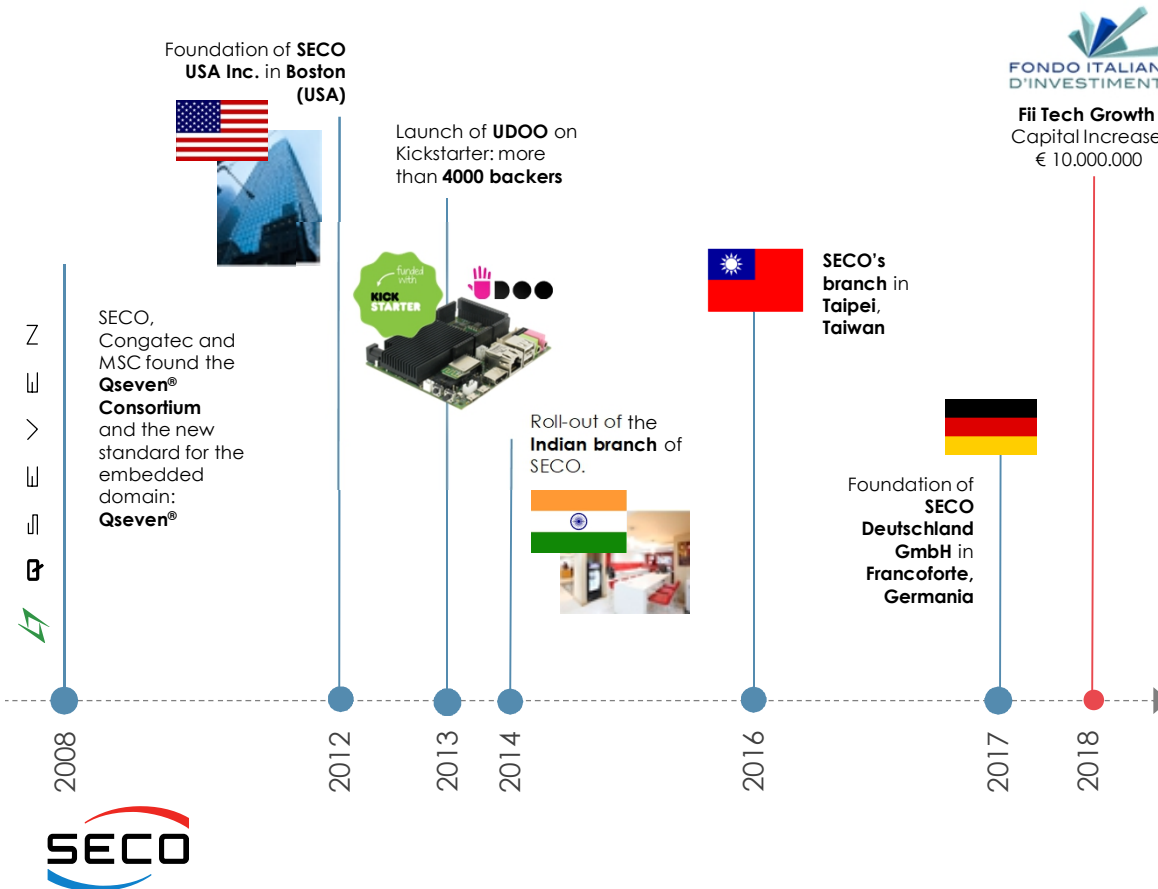 Foundation of SECO
USA Inc. in Boston
(USA)
Launch of UDOO on
Kickstarter: more
than 4000 backers
FONDO ITALIAN
D'INVESTIMENT
Fii Tech Growth
Capital Increase
€ 10.000.000
funded
with
KICK
STARTER
UDOO
SECO's
branch in
Taipei,
Taiwan
QSEVEN
SECO,
Congatec and
MSC found the
Qseven®
Consortium
and the new
standard for the
embedded
domain:
Qseven®
Roll-out of the
Indian branch of
SECO.
Foundation of
SECO
Deutschland
GmbH in
Francoforte,
Germania
2008
2012
2013
2014
2016
2017
2018
SECO